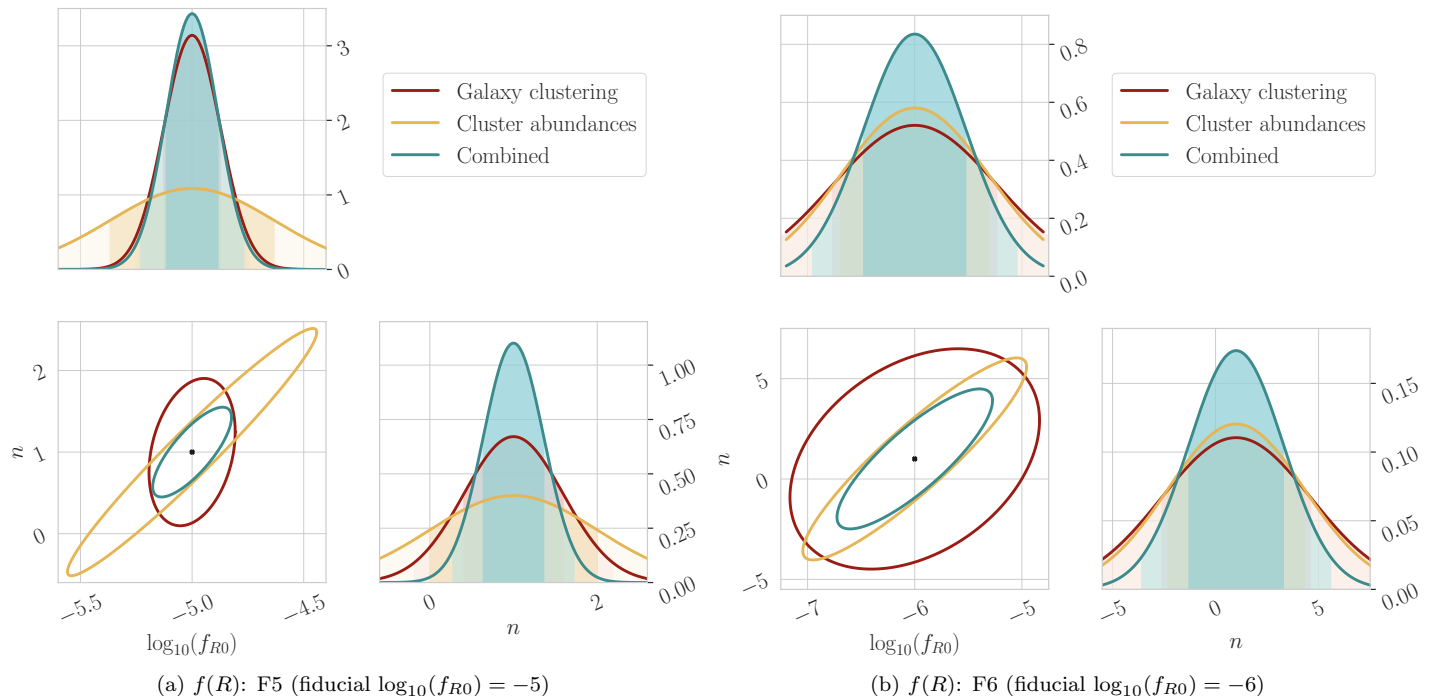 3
2
1
0
Galaxy clustering
Cluster abundances
Combined
2
1
0
n
−5.5
−5.0
−4.5
log10(fR0)
1.00
0.75
0.50
0.25
0.00
0
2
n
(a) f(R): F5 (fiducial log10(fR0) = −5)
0.8
0.6
0.4
0.2
0.0
Galaxy clustering
Cluster abundances
Combined
5
0
−5
n
−7
−6
−5
log10(fR0)
0.15
0.10
0.05
0.00
−5
0
5
n
(b) f(R): F6 (fiducial log10(fR0) = −6)